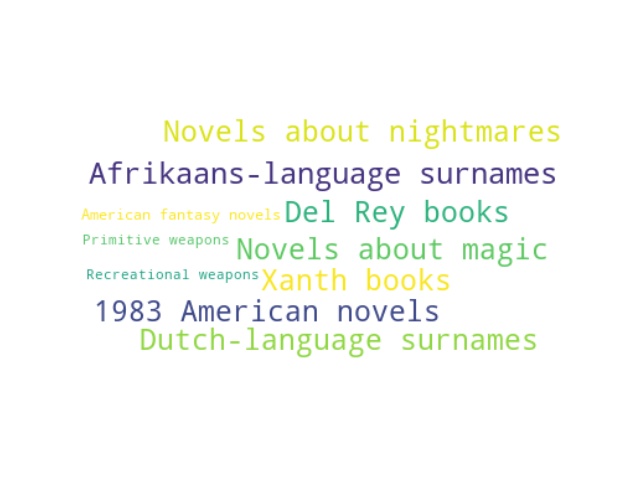 Novels about nightmares
Afrikaans-language surnames
American fantasy novels Del Rey books
Primitive weapons Novels about magic
Recreational weapons Xanth books
1983 American novels
Dutch-language surnames